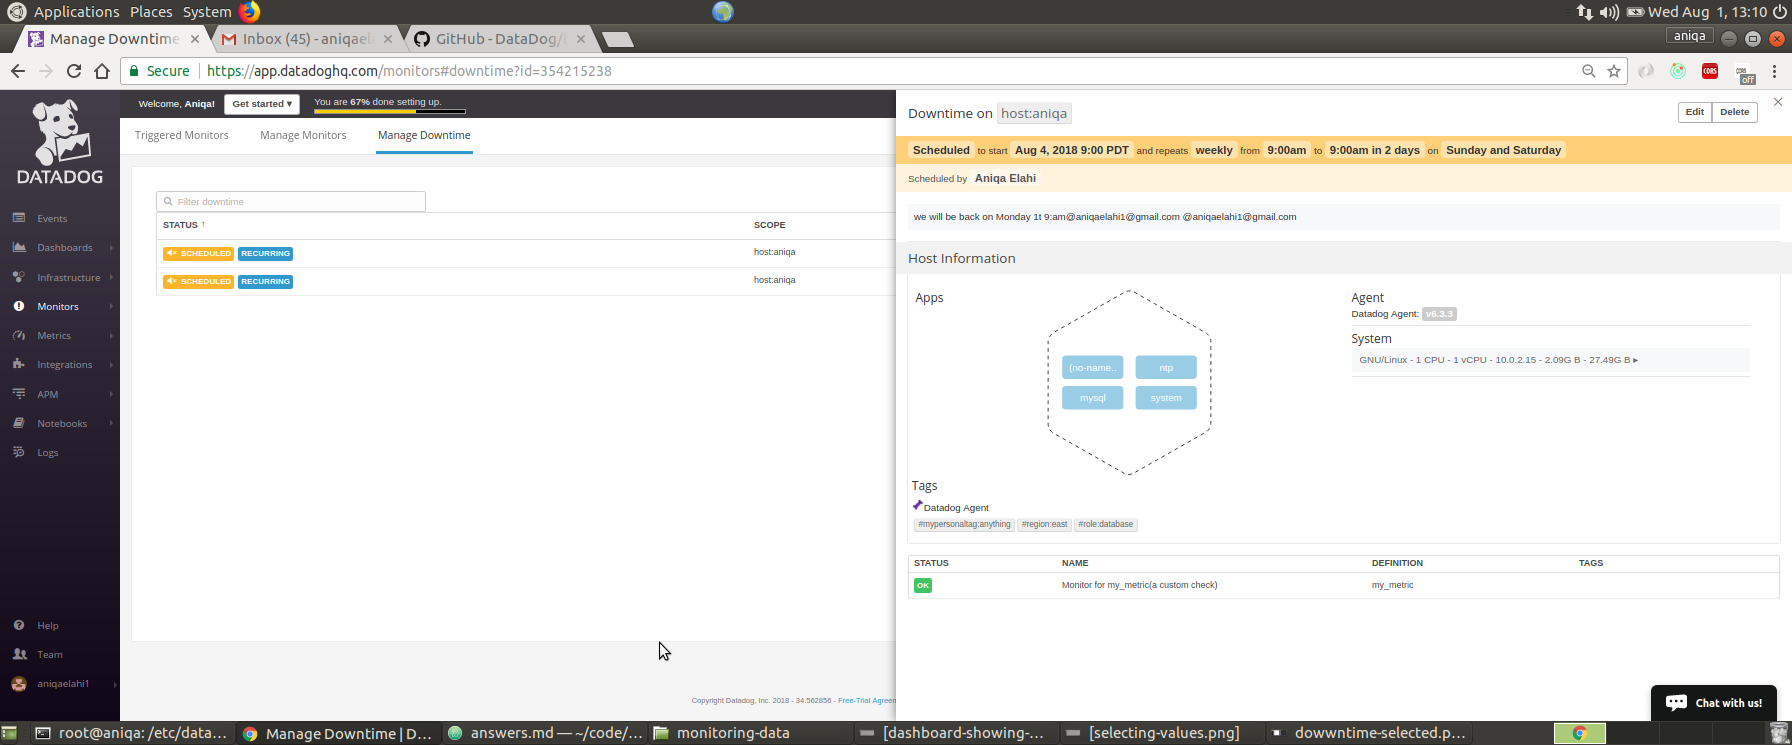 Applications Places System Wed Aug 1, 13:10
Manage Downtime Inbox (45) - aniqael GitHub - DataDog/ aniqa
Secure https://app.datadoghq.com/monitors#downtime?id=354215238 CORS off
DATADOG
Events
Dashboards
Infrastructure
Monitors
Metrics
Integrations
APM
Notebooks
Logs
Help
Team
aniqaelahi1
Welcome, Aniqa! Get started ▾ You are 67% done setting up.
Triggered Monitors Manage Monitors Manage Downtime
Filter downtime
STATUS ↑ SCOPE
SCHEDULED RECURRING host:aniqa
SCHEDULED RECURRING host:aniqa
Copyright Datadog, Inc. 2018 - 34.562856 - Free-Trial Agreem
Downtime on host:aniqa Edit Delete ×
Scheduled to start Aug 4, 2018 9:00 PDT and repeats weekly from 9:00am to 9:00am in 2 days on Sunday and Saturday
Scheduled by Aniqa Elahi
we will be back on Monday 1t 9:am@aniqaelahi1@gmail.com @aniqaelahi1@gmail.com
Host Information
Apps
(no-name.. ntp
mysql system
Agent
Datadog Agent: v6.3.3
System
GNU/Linux - 1 CPU - 1 vCPU - 10.0.2.15 - 2.09G B - 27.49G B ▸
Tags
Datadog Agent
#mypersonaltag:anything #region:east #role:database
STATUS NAME DEFINITION TAGS
OK Monitor for my_metric(a custom check) my_metric
Chat with us!
root@aniqa: /etc/data... Manage Downtime | D... answers.md — ~/code/... monitoring-data [dashboard-showing-... [selecting-values.png] dowwntime-selected.p...